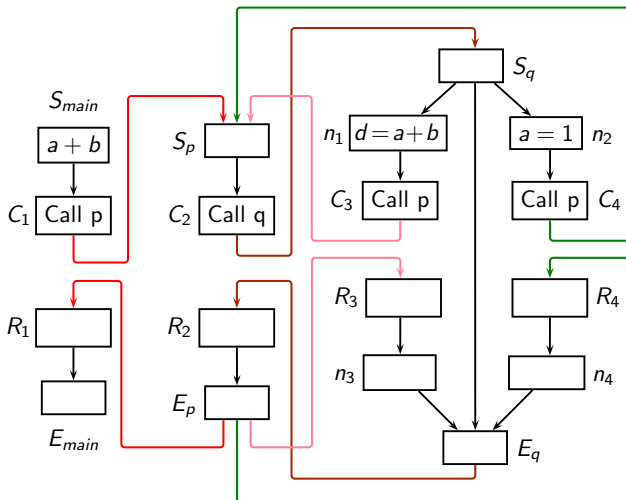 S_q
S_main
a + b
S_p
n_1 d = a+b
a = 1 n_2
C_1 Call p
C_2 Call q
C_3 Call p
Call p C_4
R_1
R_2
R_3
R_4
n_3
n_4
E_main
E_p
E_q